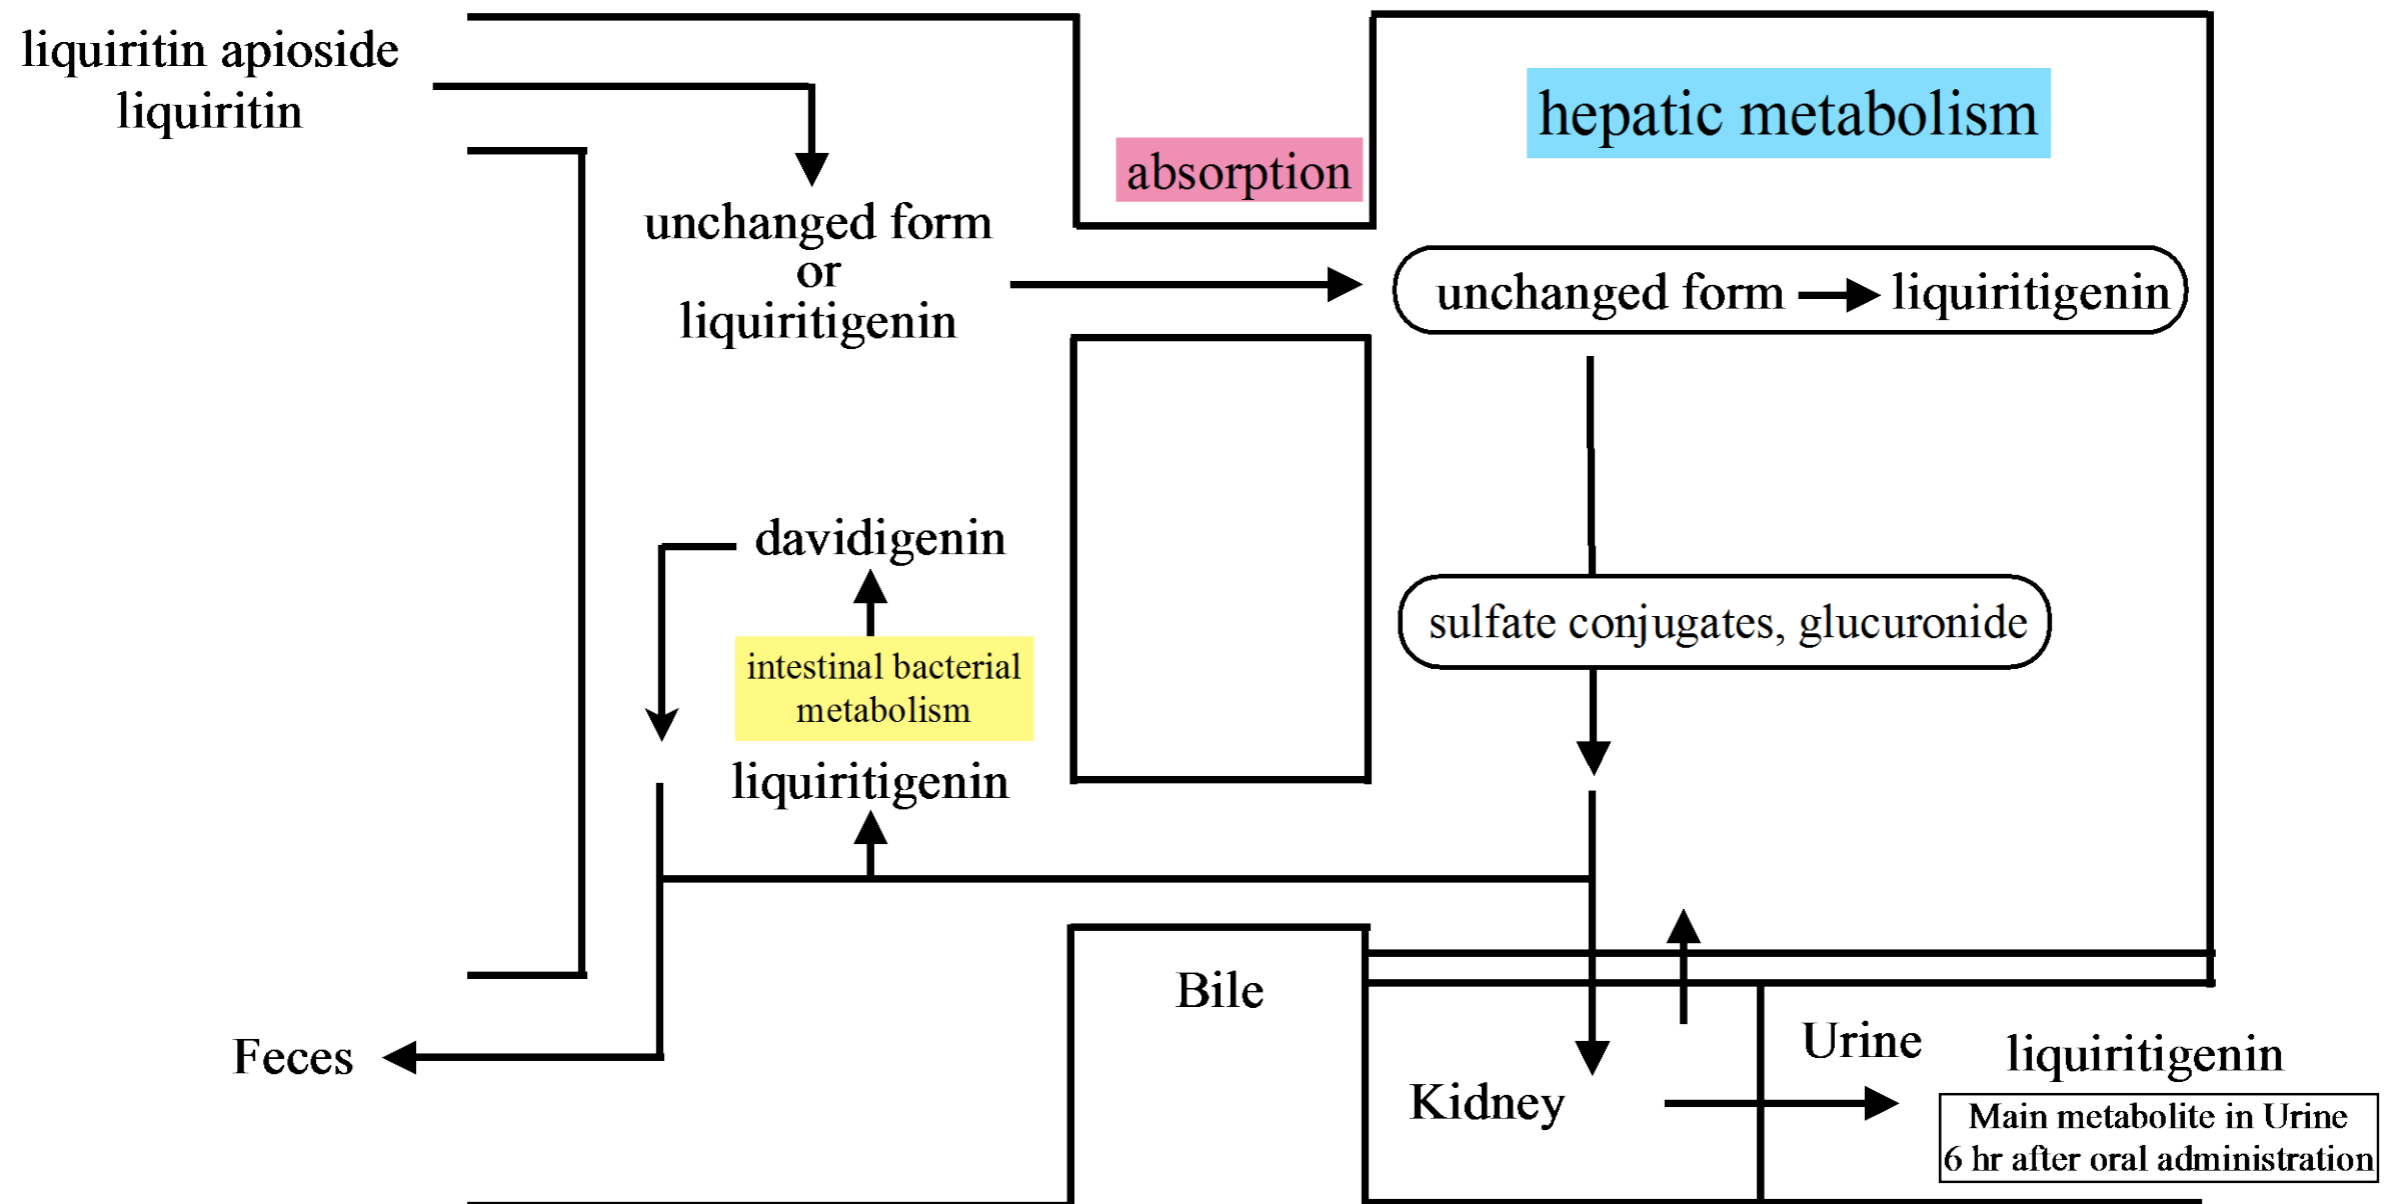 liquiritin apioside
liquiritin
hepatic metabolism
absorption
unchanged form
or
liquiritigenin
unchanged form
liquiritigenin
davidigenin
sulfate conjugates, glucuronide
intestinal bacterial
metabolism
liquiritigenin
Bile
Feces
Kidney
Urine
liquiritigenin
Main metabolite in Urine
6 hr after oral administration